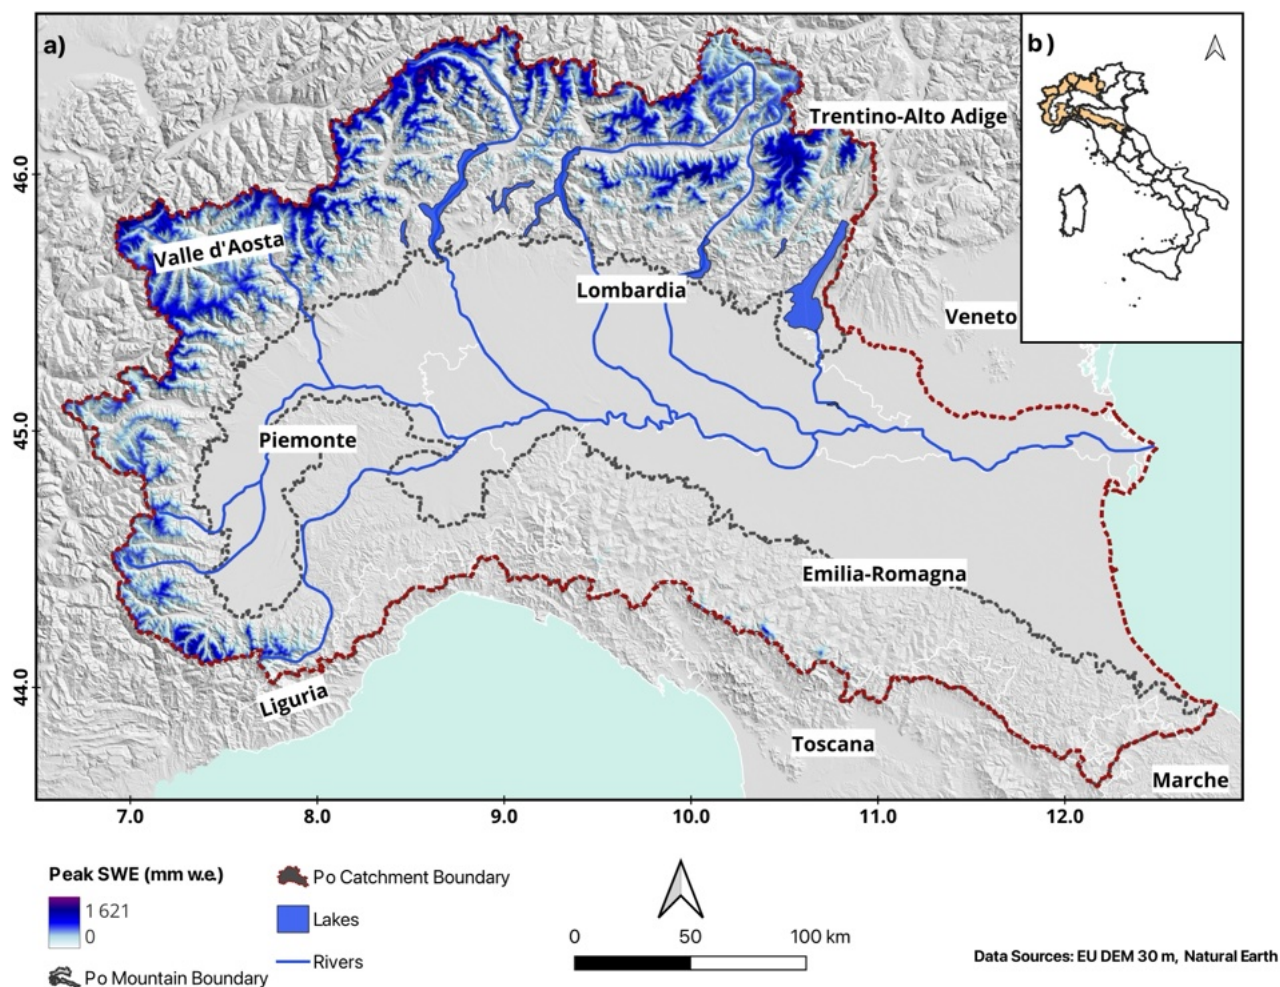 a)
b)
Trentino-Alto Adige
46.0
Valle d'Aosta
Lombardia
Veneto
45.0
Piemonte
Emilia-Romagna
44.0
Liguria
Toscana
Marche
7.0 8.0 9.0 10.0 11.0 12.0
Peak SWE (mm w.e.)
1 621
0
Po Mountain Boundary
Po Catchment Boundary
Lakes
Rivers
0 50 100 km
Data Sources: EU DEM 30 m, Natural Earth